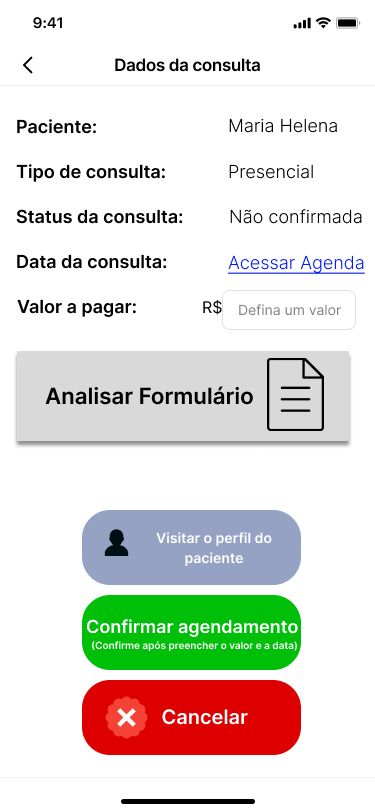 9:41
Dados da consulta
Paciente: Maria Helena
Tipo de consulta: Presencial
Status da consulta: Não confirmada
Data da consulta: Acessar Agenda
Valor a pagar: R$ Defina um valor
Analisar Formulário
Visitar o perfil do
paciente
Confirmar agendamento
(Confirme após preencher o valor e a data)
Cancelar